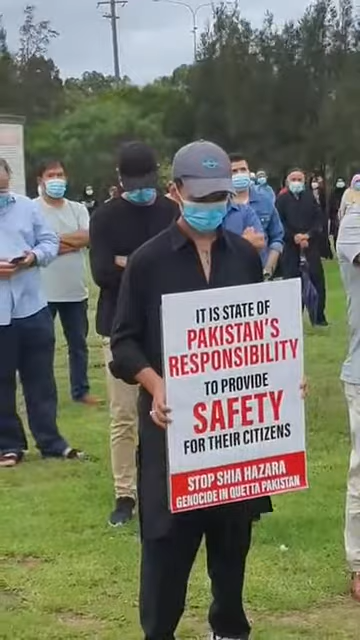 IT IS STATE OF
PAKISTAN'S
RESPONSIBILITY
TO PROVIDE
SAFETY
FOR THEIR CITIZENS
STOP SHIA HAZARA
GENOCIDE IN QUETTA PAKISTAN